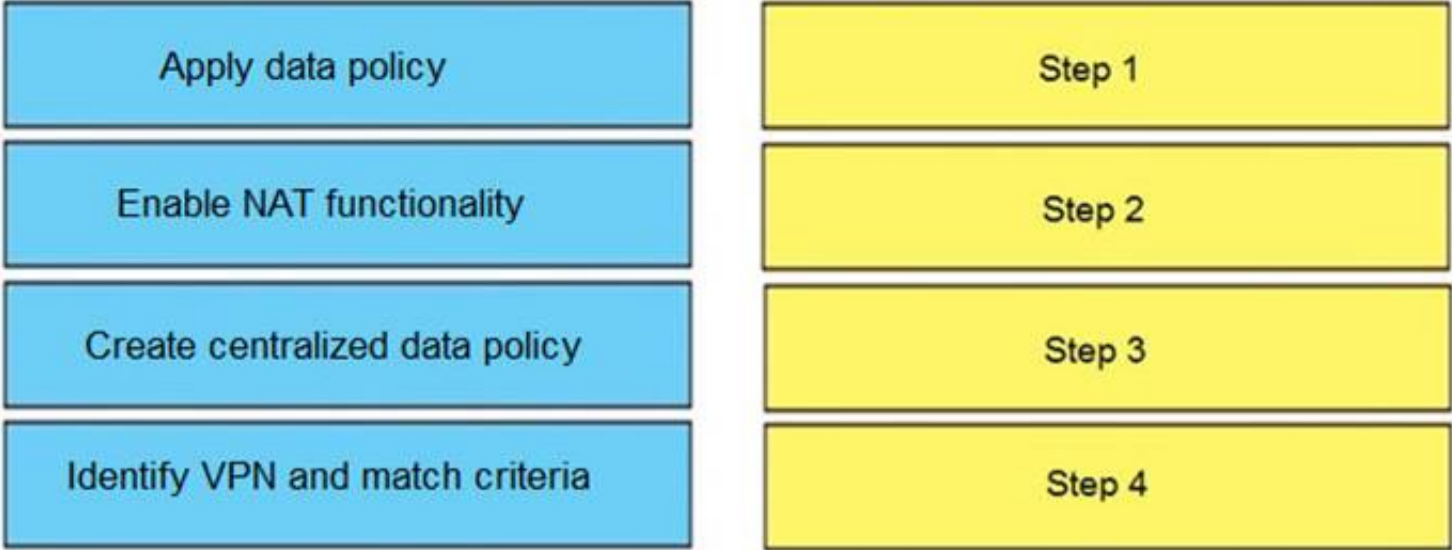 Apply data policy
Enable NAT functionality
Create centralized data policy
Identify VPN and match criteria
Step 1
Step 2
Step 3
Step 4